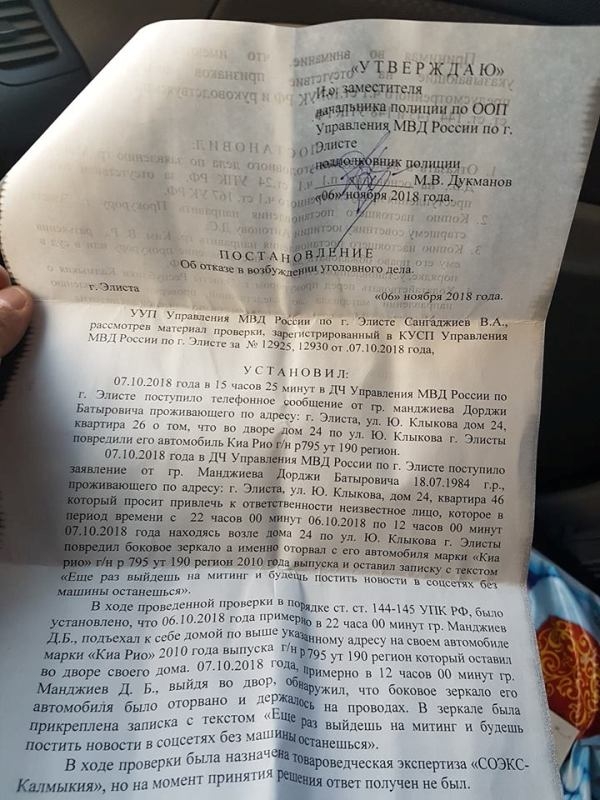 «УТВЕРЖДАЮ»
И.о. заместителя
начальника полиции по ООП
Управления МВД России по г.
Элисте
подполковник полиции
М.В. Дукманов
«06» ноября 2018 года.
ПОСТАНОВЛЕНИЕ
Об отказе в возбуждении уголовного дела.
г. Элиста «06» ноября 2018 года.
УУП Управления МВД России по г. Элисте Сангаджиев В.А.,
рассмотрев материал проверки, зарегистрированный в КУСП Управления
МВД России по г. Элисте за № 12925, 12930 от .07.10.2018 года,
УСТАНОВИЛ:
07.10.2018 года в 15 часов 25 минут в ДЧ Управления МВД России по
г. Элисте поступило телефонное сообщение от гр. манджиева Дорджи
Батыровича проживающего по адресу: г. Элиста, ул. Ю. Клыкова дом 24,
квартира 26 о том, что во дворе дом 24 по ул. Ю. Клыкова г. Элисты
повредили его автомобиль Киа Рио г/н р795 ут 190 регион.
07.10.2018 года в ДЧ Управления МВД России по г. Элисте поступило
заявление от гр. Манджиева Дорджи Батыровича 18.07.1984 г.р.,
проживающего по адресу: г. Элиста, ул. Ю. Клыкова, дом 24, квартира 46
который просит привлечь к ответственности неизвестное лицо, которое в
период времени с 22 часов 00 минут 06.10.2018 по 12 часов 00 минут
07.10.2018 года находясь возле дома 24 по ул. Ю. Клыкова г. Элисты
повредил боковое зеркало а именно оторвал с его автомобиля марки «Киа
рио» г/н р 795 ут 190 регион 2010 года выпуска и оставил записку с текстом
«Еще раз выйдешь на митинг и будешь постить новости в соцсетях без
машины останешься».
В ходе проведенной проверки в порядке ст. ст. 144-145 УПК РФ, было
установлено, что 06.10.2018 года примерно в 22 часа 00 минут гр. Манджиев
Д.Б., подъехал к себе домой по выше указанному адресу на своем автомобиле
марки «Киа Рио» 2010 года выпуска г/н р795 ут 190 регион который оставил
во дворе своего дома. 07.10.2018 года, примерно в 12 часов 00 минут гр.
Манджиев Д. Б., выйдя во двор, обнаружил, что боковое зеркало его
автомобиля было оторвано и держалось на проводах. В зеркале была
прикреплена записка с текстом «Еще раз выйдешь на митинг и будешь
постить новости в соцсетях без машины останешься».
В ходе проверки была назначена товароведческая экспертиза «СОЭКС-
Калмыкия», но на момент принятия решения ответ получен не был.